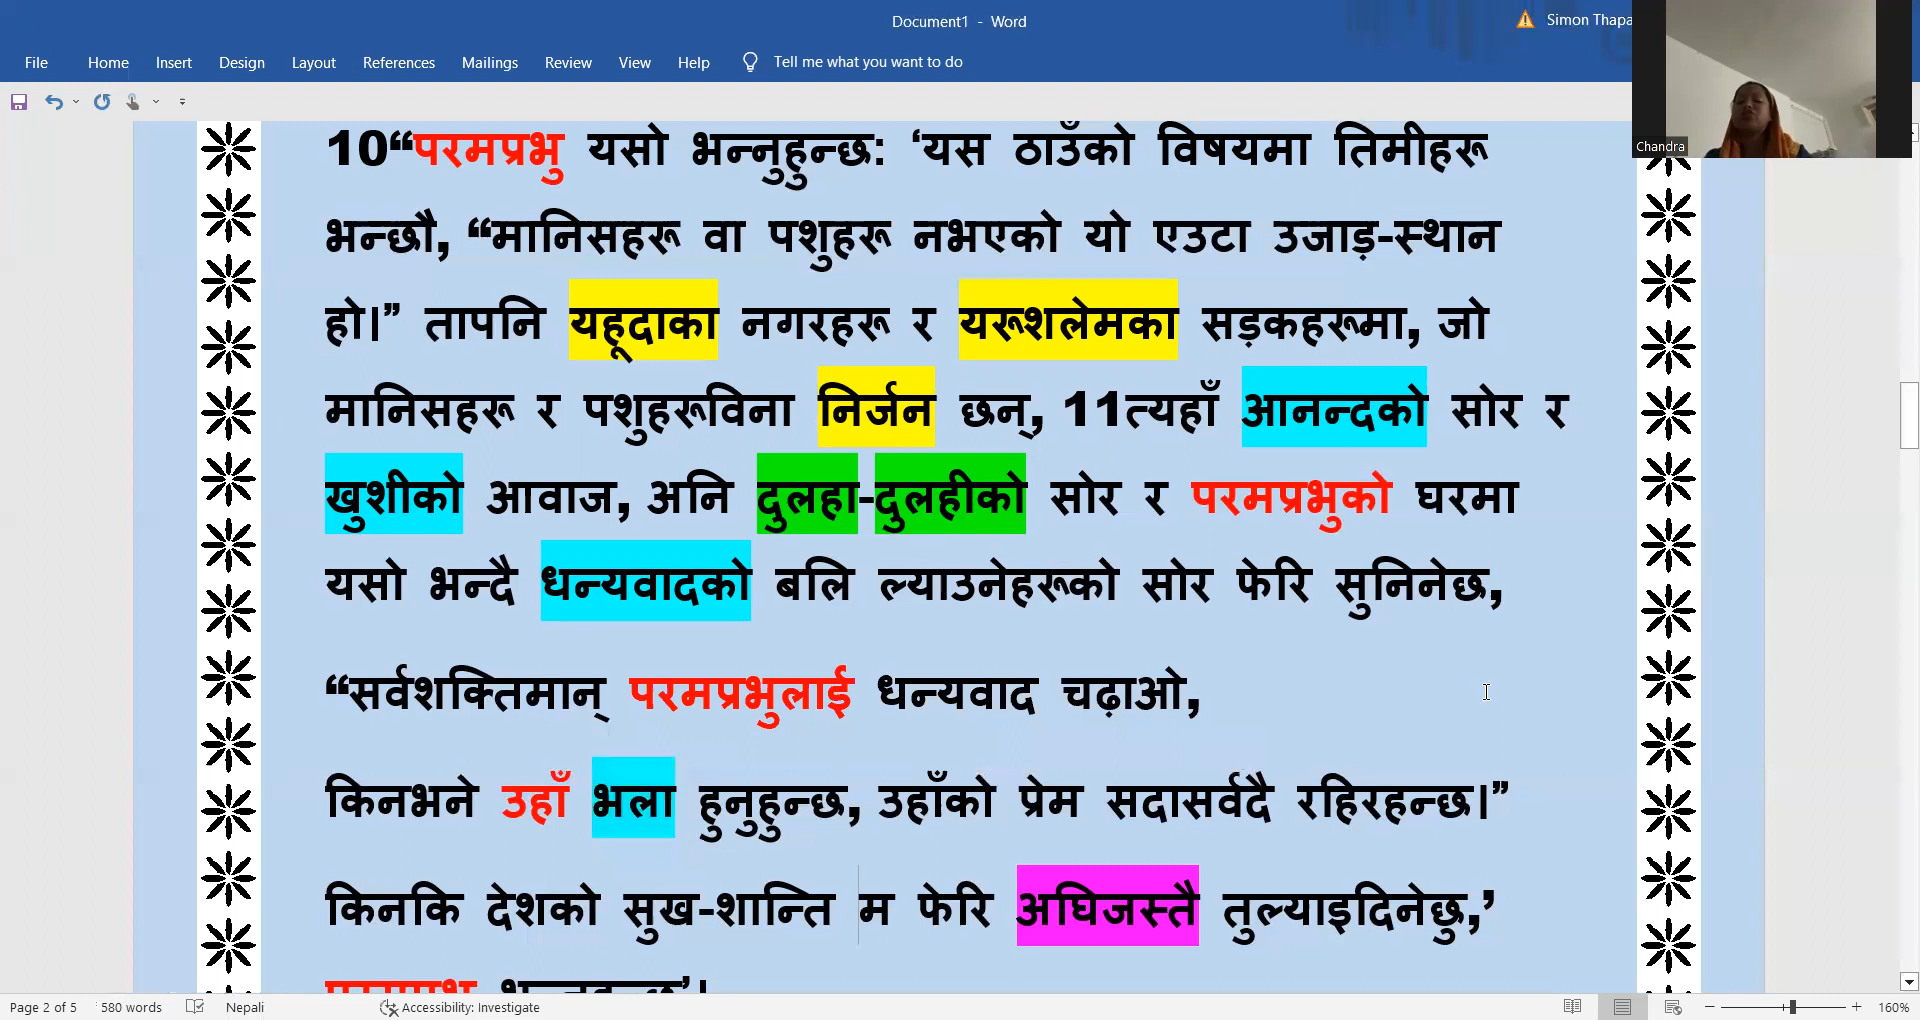 Document1 - Word
Simon Thapa
File Home Insert Design Layout References Mailings Review View Help Tell me what you want to do
Chandra
10“परमप्रभु यसो भन्नुहुन्छ: ‘यस ठाउँको विषयमा तिमीहरू
भन्छौ, “मानिसहरू वा पशुहरू नभएको यो एउटा उजाड़-स्थान
हो।” तापनि यहूदाका नगरहरू र यरूशलेमका सड़कहरूमा, जो
मानिसहरू र पशुहरूविना निर्जन छन्, 11त्यहाँ आनन्दको सोर र
खुशीको आवाज, अनि दुलहा-दुलहीको सोर र परमप्रभुको घरमा
यसो भन्दै धन्यवादको बलि ल्याउनेहरूको सोर फेरि सुनिनेछ,
“सर्वशक्तिमान् परमप्रभुलाई धन्यवाद चढ़ाओ,
किनभने उहाँ भला हुनुहुन्छ, उहाँको प्रेम सदासर्वदै रहिरहन्छ।”
किनकि देशको सुख-शान्ति म फेरि अघिजस्तै तुल्याइदिनेछु,’
Page 2 of 5 580 words Nepali Accessibility: Investigate 160%